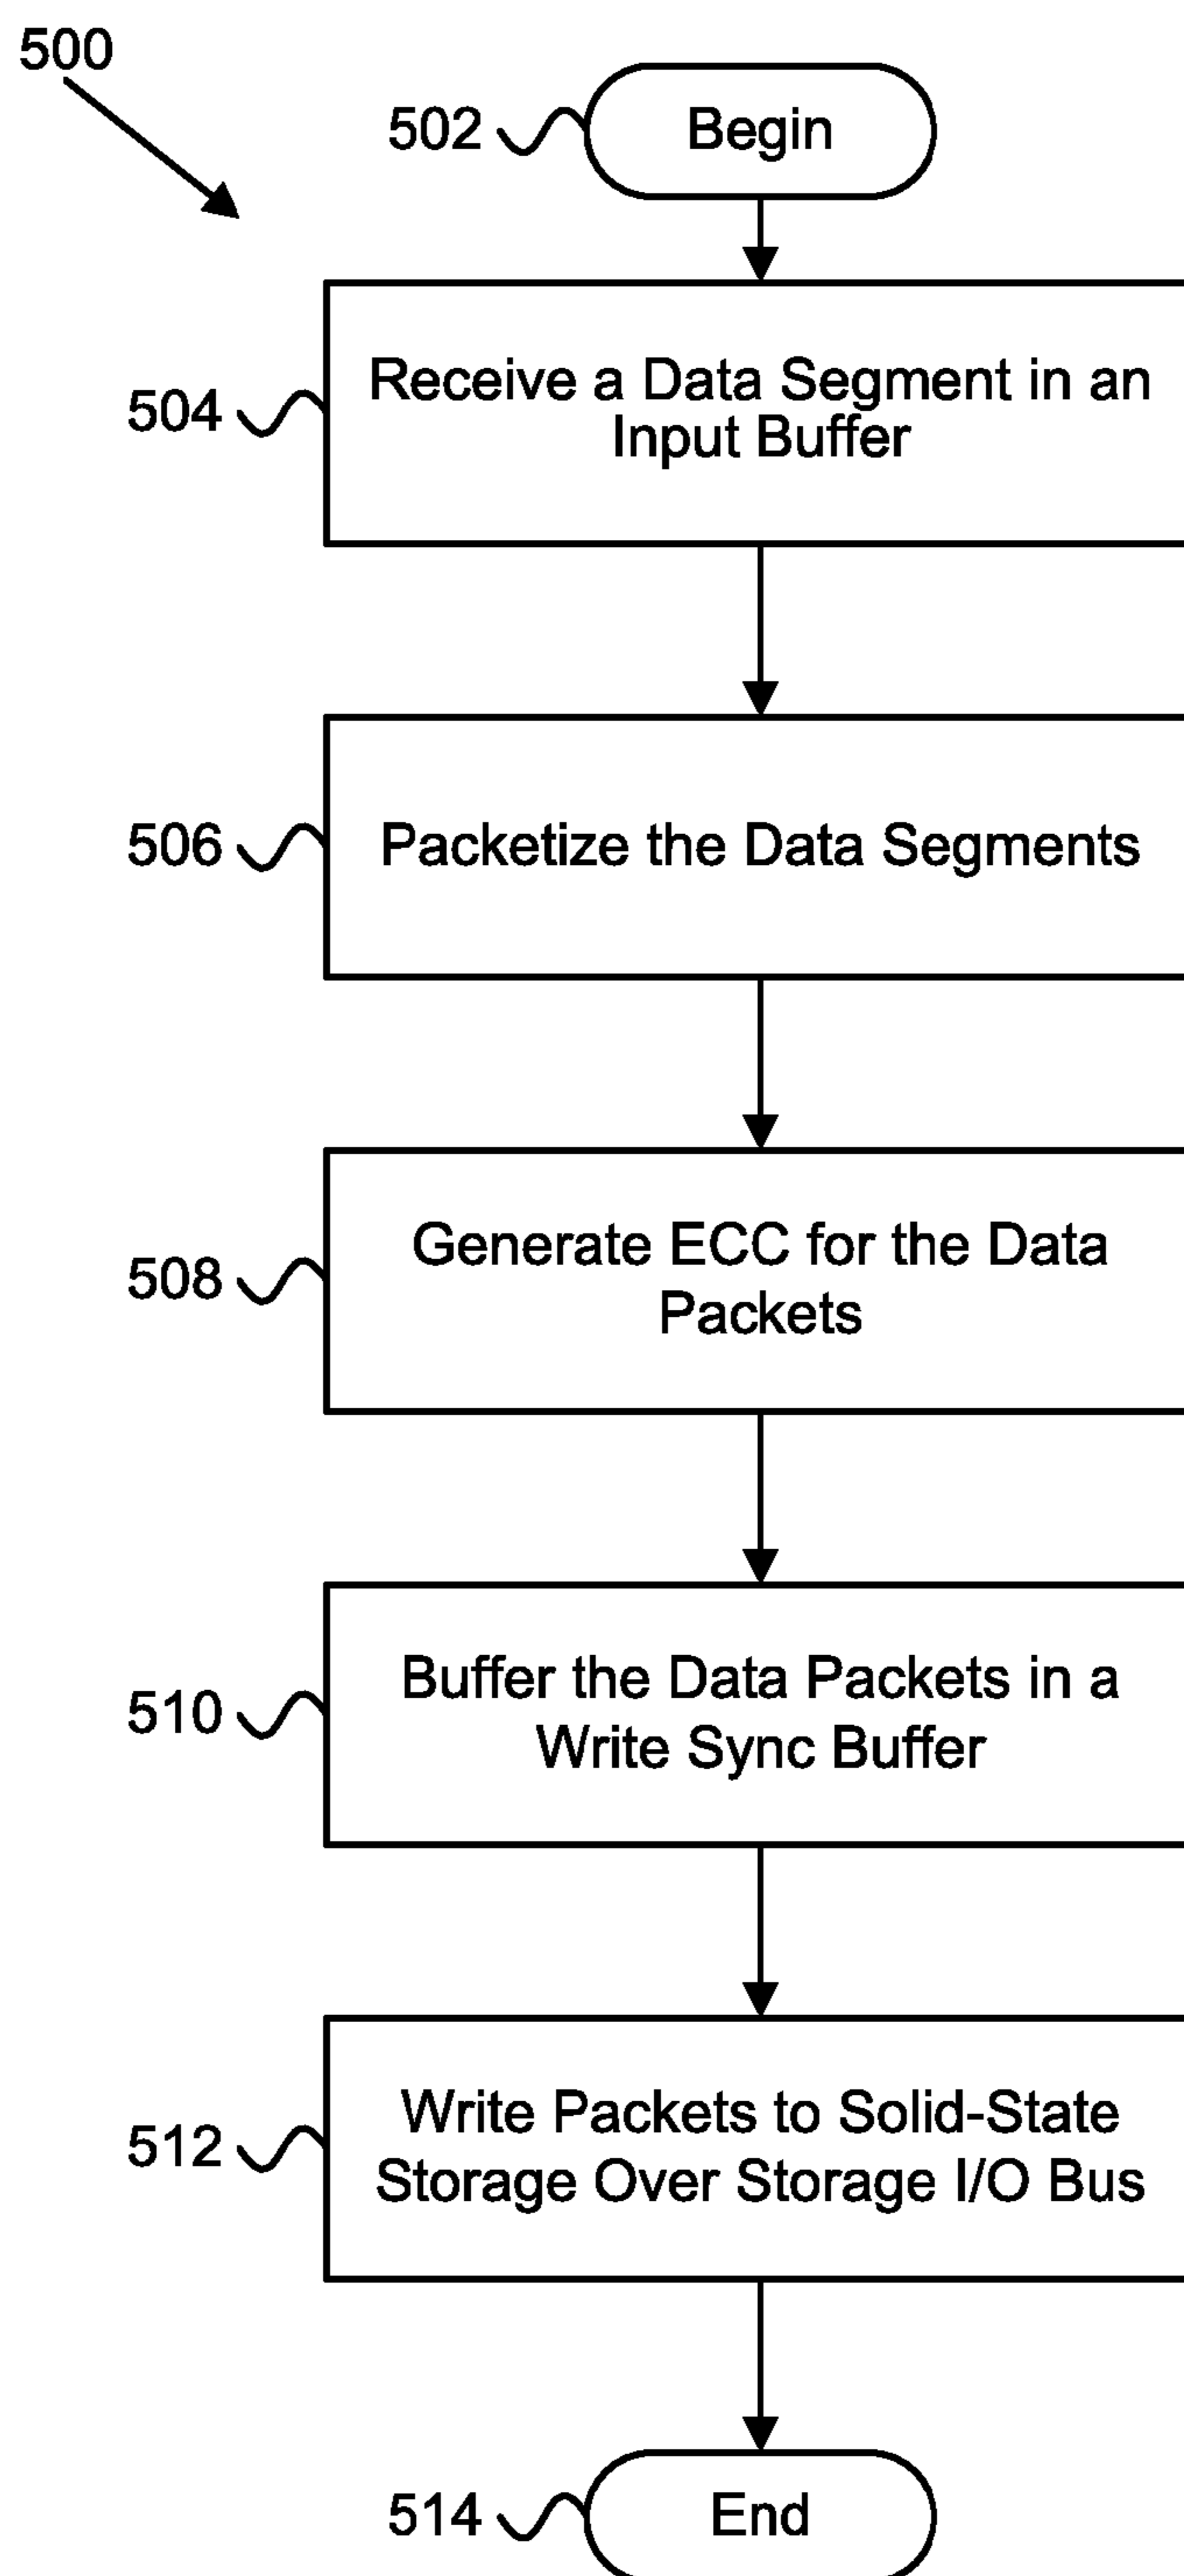 500
502
Begin
504
Receive a Data Segment in an
Input Buffer
506
Packetize the Data Segments
508
Generate ECC for the Data
Packets
510
Buffer the Data Packets in a
Write Sync Buffer
512
Write Packets to Solid-State
Storage Over Storage I/O Bus
514
End